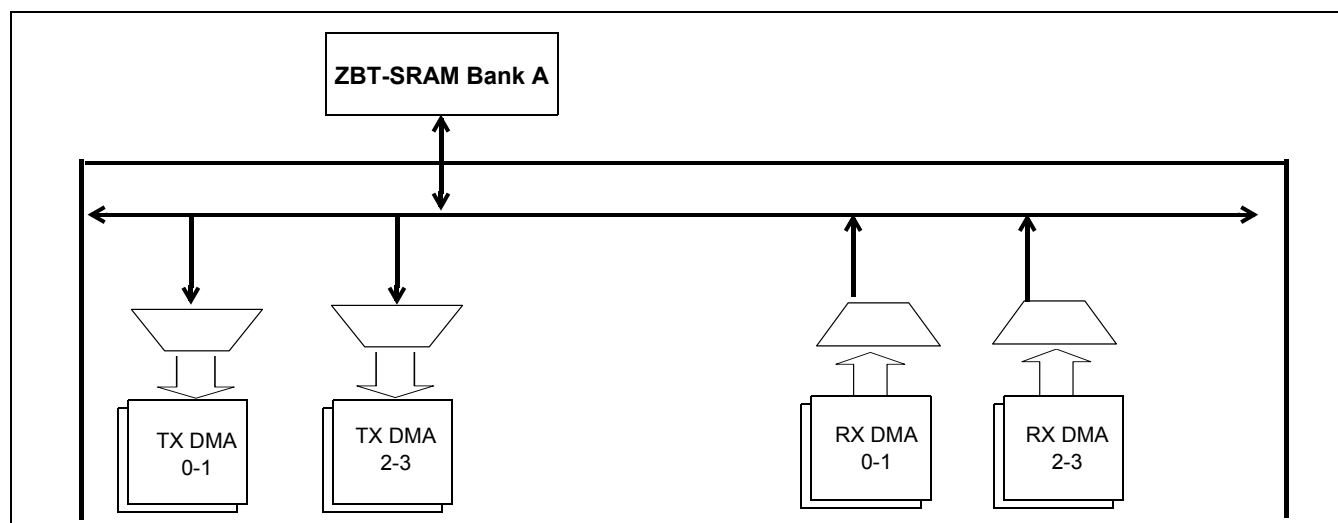 ZBT-SRAM Bank A
TX DMA
0-1
TX DMA
2-3
RX DMA
0-1
RX DMA
2-3